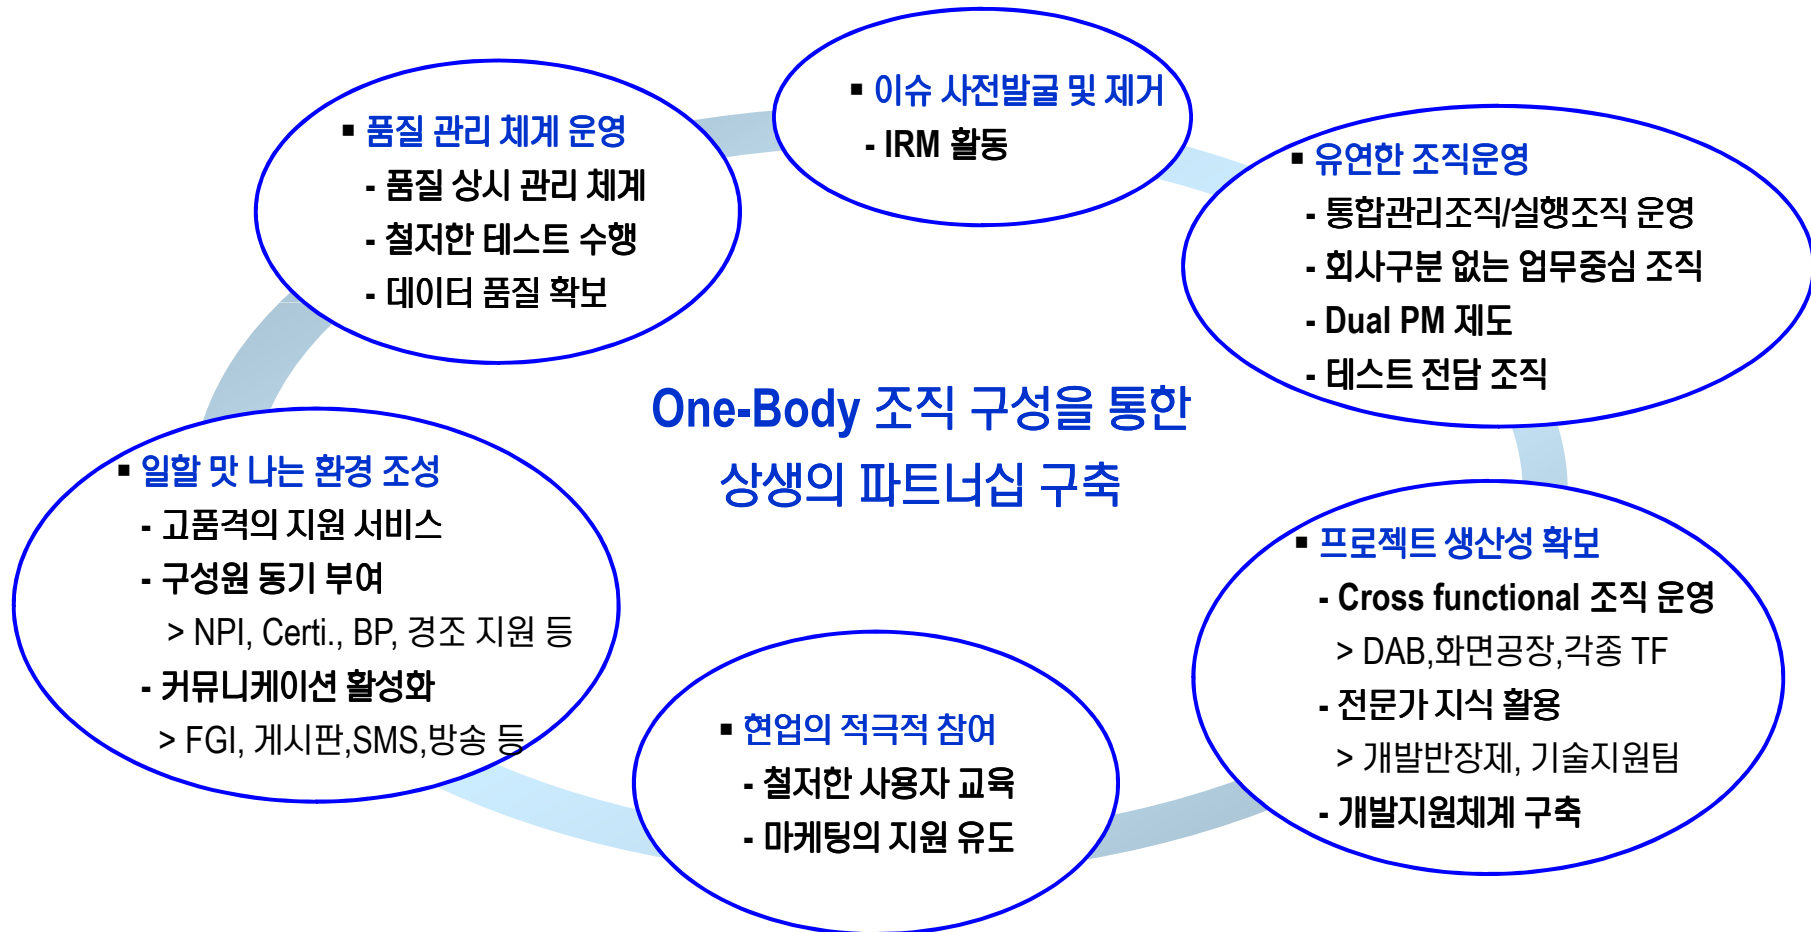 ▪ 이슈 사전발굴 및 제거
- IRM 활동
▪ 품질 관리 체계 운영
- 품질 상시 관리 체계
- 철저한 테스트 수행
- 데이터 품질 확보
▪ 유연한 조직운영
- 통합관리조직/실행조직 운영
- 회사구분 없는 업무중심 조직
- Dual PM 제도
- 테스트 전담 조직
One-Body 조직 구성을 통한
상생의 파트너십 구축
▪ 일할 맛 나는 환경 조성
- 고품격의 지원 서비스
- 구성원 동기 부여
> NPI, Certi., BP, 경조 지원 등
- 커뮤니케이션 활성화
> FGI, 게시판,SMS,방송 등
▪ 프로젝트 생산성 확보
- Cross functional 조직 운영
> DAB,화면공장,각종 TF
- 전문가 지식 활용
> 개발반장제, 기술지원팀
- 개발지원체계 구축
▪ 현업의 적극적 참여
- 철저한 사용자 교육
- 마케팅의 지원 유도